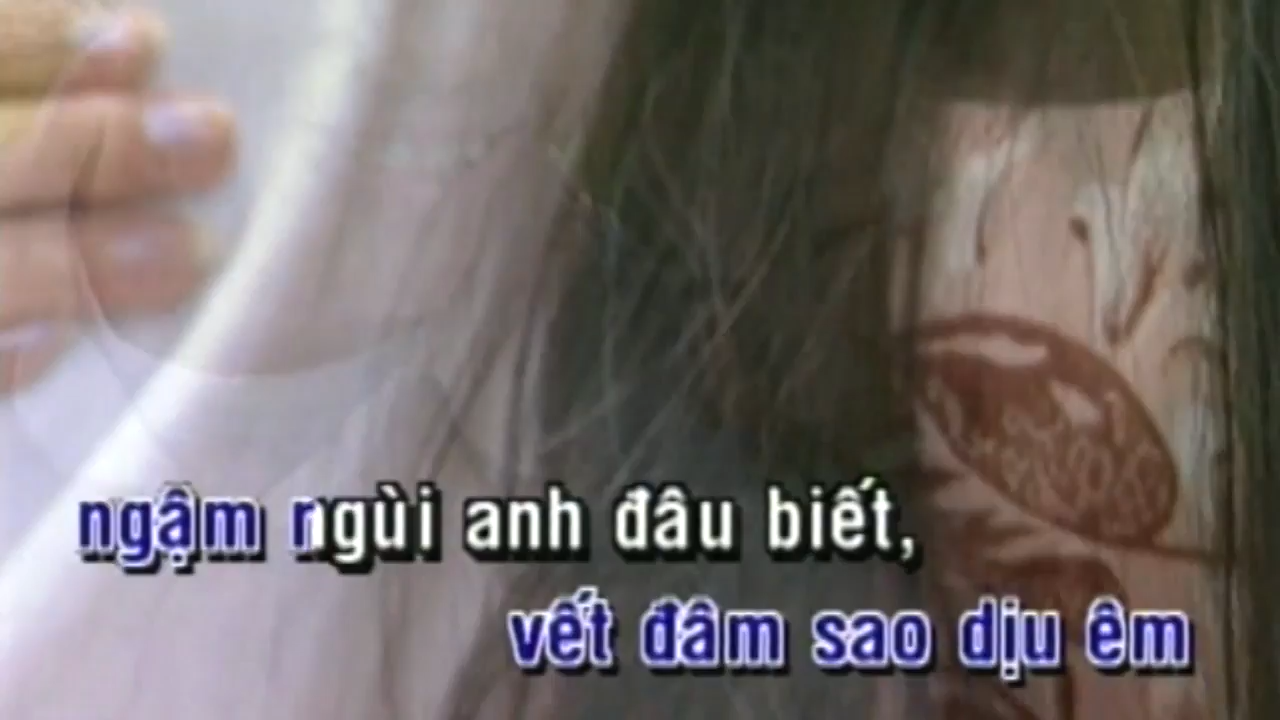 ngậm ngùi anh đâu biết,
vết đâm sao dịu êm